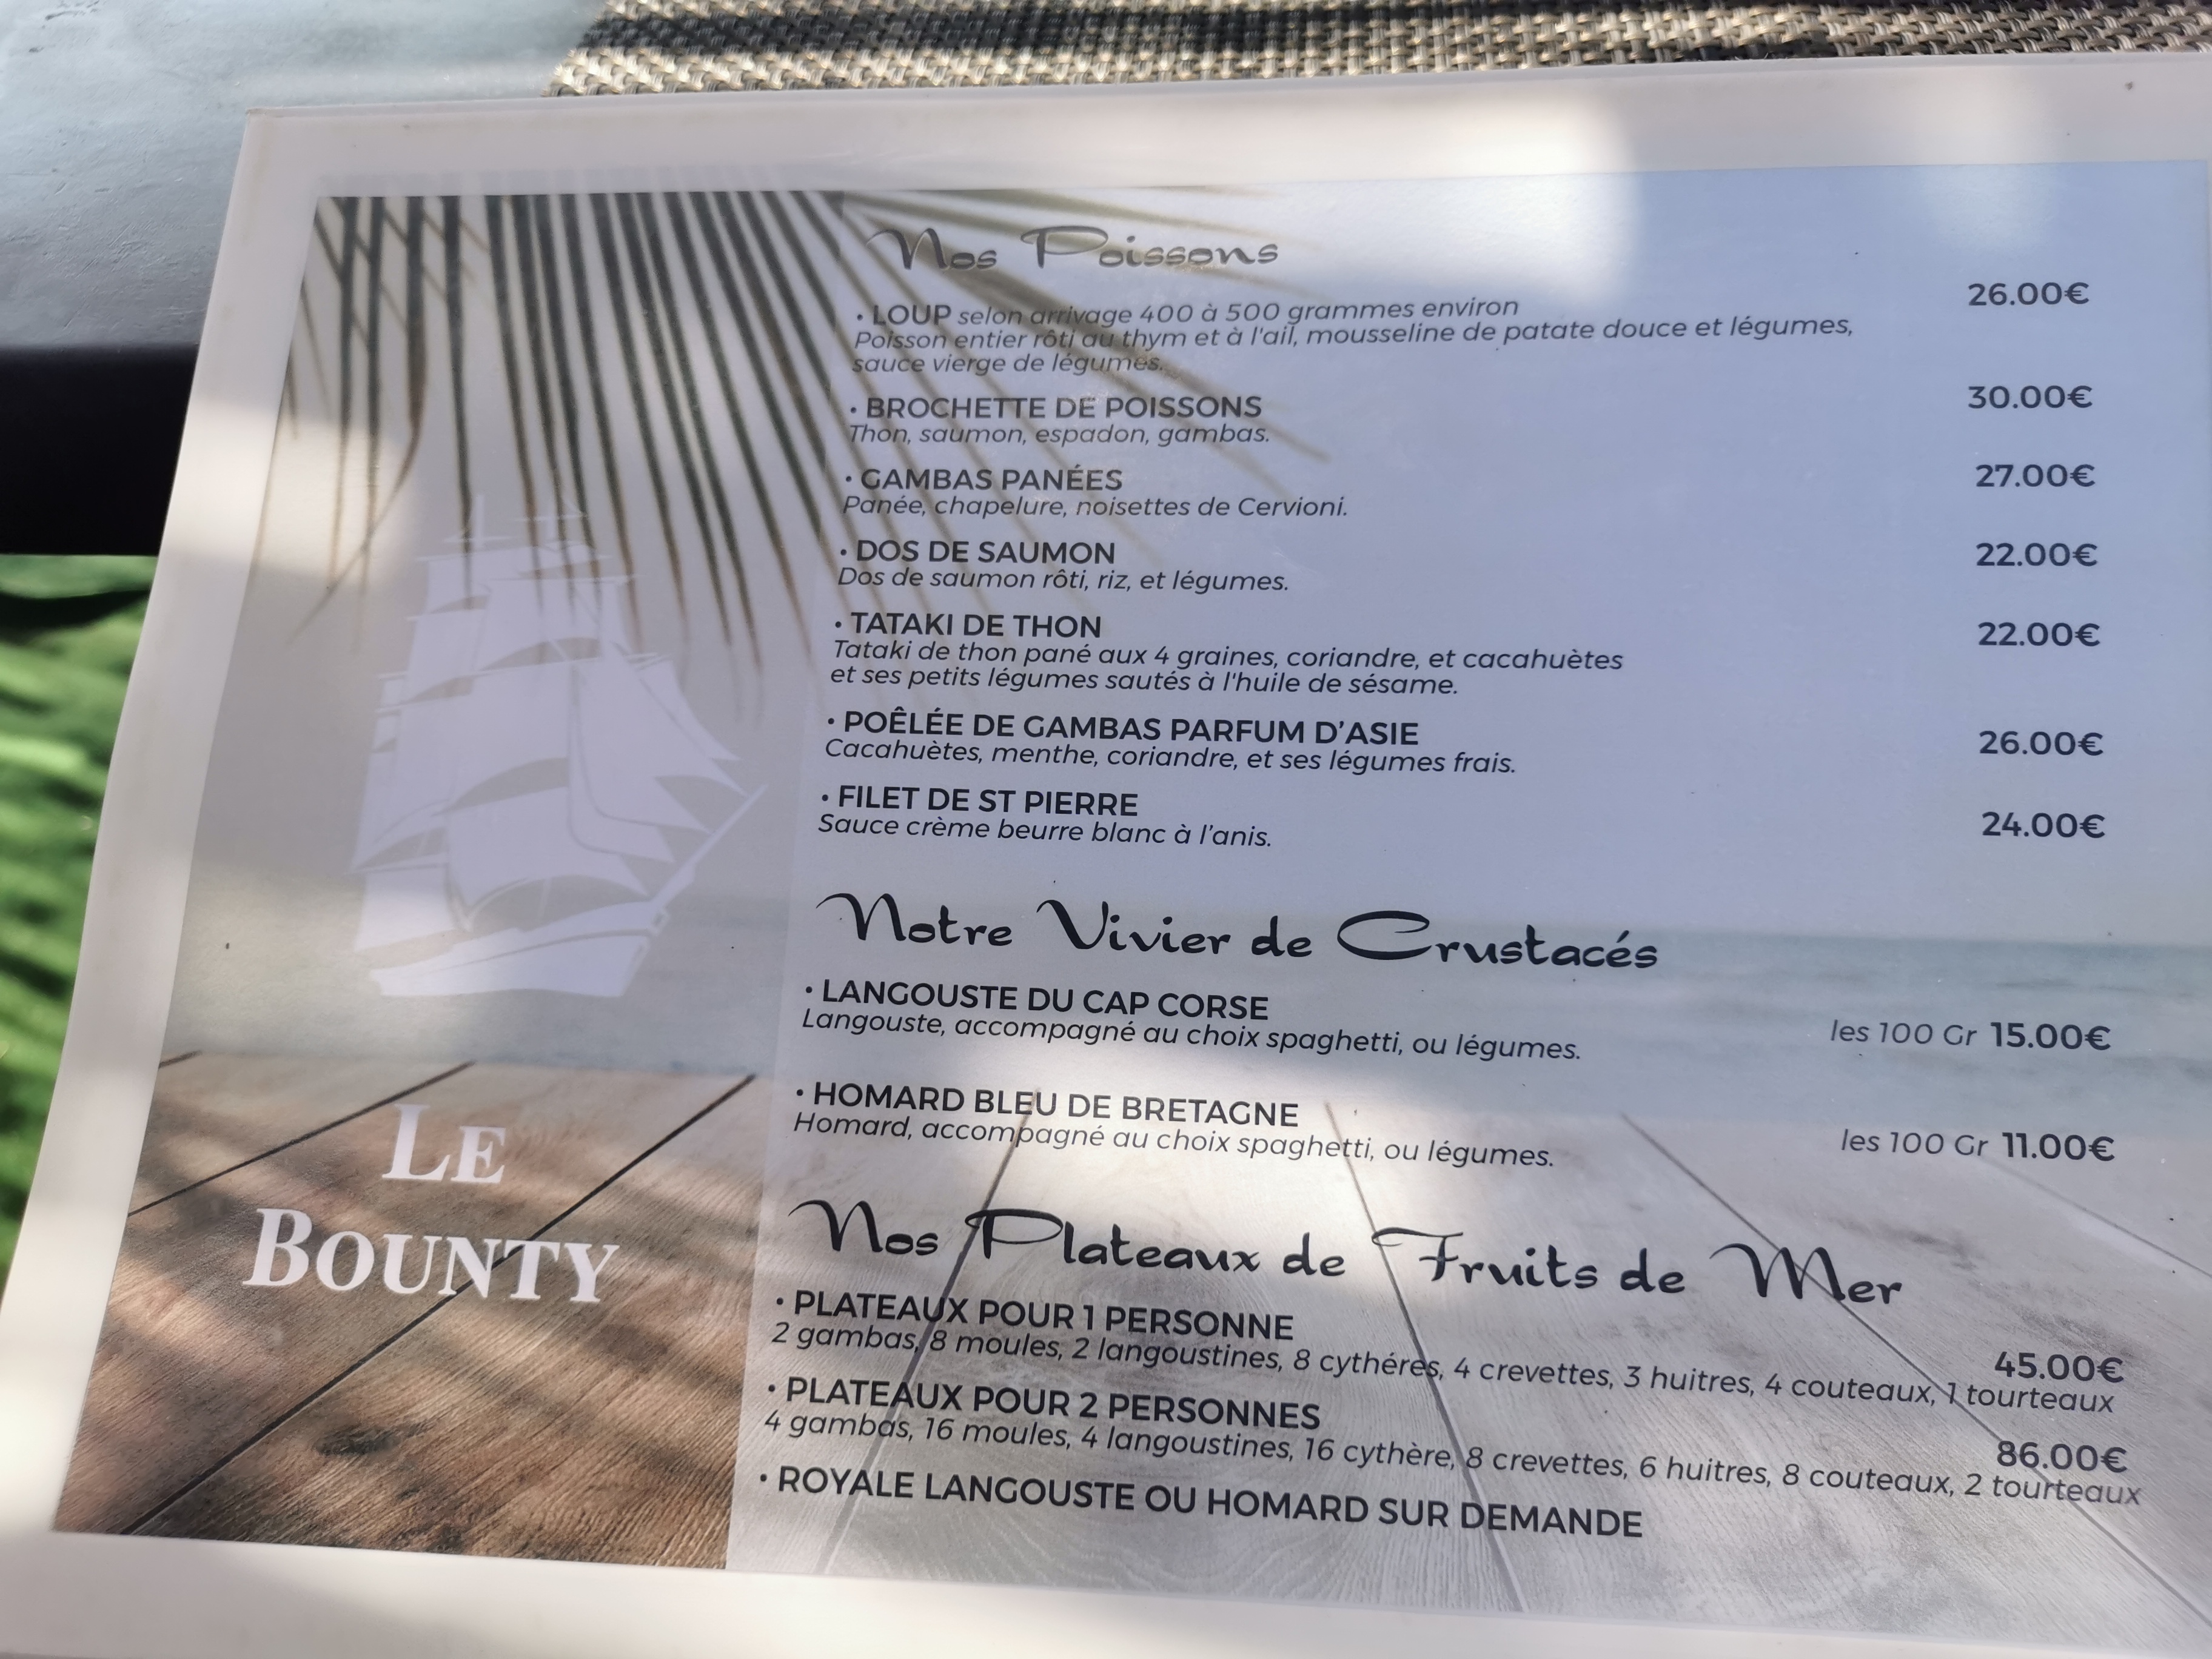 Nos Poissons
• LOUP selon arrivage 400 à 500 grammes environ 26.00€
Poisson entier rôti au thym et à l'ail, mousseline de patate douce et légumes,
sauce vierge de légumes.
• BROCHETTE DE POISSONS 30.00€
Thon, saumon, espadon, gambas.
• GAMBAS PANÉES 27.00€
Panée, chapelure, noisettes de Cervioni.
• DOS DE SAUMON 22.00€
Dos de saumon rôti, riz, et légumes.
• TATAKI DE THON 22.00€
Tataki de thon pané aux 4 graines, coriandre, et cacahuètes
et ses petits légumes sautés à l'huile de sésame.
• POÊLÉE DE GAMBAS PARFUM D'ASIE 26.00€
Cacahuètes, menthe, coriandre, et ses légumes frais.
• FILET DE ST PIERRE 24.00€
Sauce crème beurre blanc à l'anis.
Notre Vivier de Crustacés
• LANGOUSTE DU CAP CORSE
Langouste, accompagné au choix spaghetti, ou légumes. les 100 Gr 15.00€
• HOMARD BLEU DE BRETAGNE
Homard, accompagné au choix spaghetti, ou légumes. les 100 Gr 11.00€
Nos Plateaux de Fruits de Mer
• PLATEAUX POUR 1 PERSONNE 45.00€
2 gambas, 8 moules, 2 langoustines, 8 cythéres, 4 crevettes, 3 huitres, 4 couteaux, 1 tourteaux
• PLATEAUX POUR 2 PERSONNES 86.00€
4 gambas, 16 moules, 4 langoustines, 16 cythère, 8 crevettes, 6 huitres, 8 couteaux, 2 tourteaux
• ROYALE LANGOUSTE OU HOMARD SUR DEMANDE
LE
BOUNTY